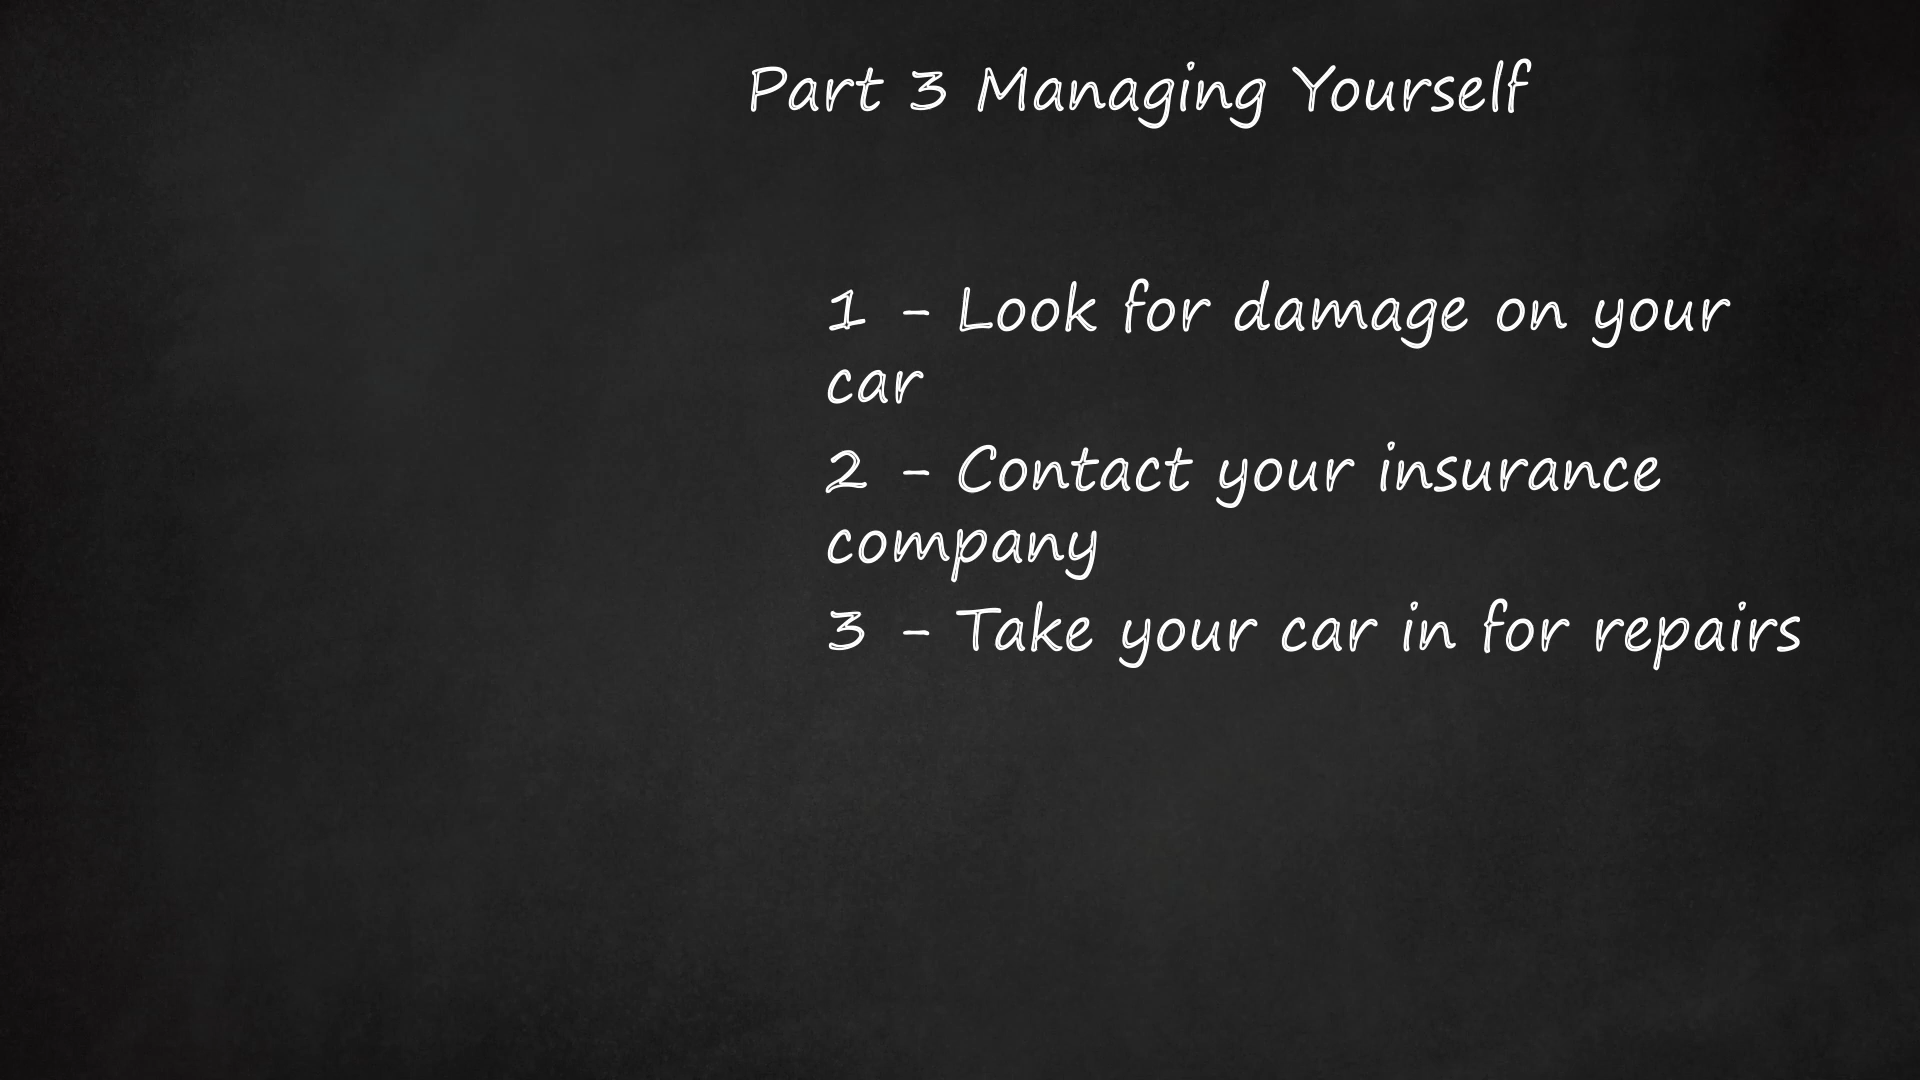 Part 3 Managing Yourself
1 - Look for damage on your
car
2 - Contact your insurance
company
3 - Take your car in for repairs